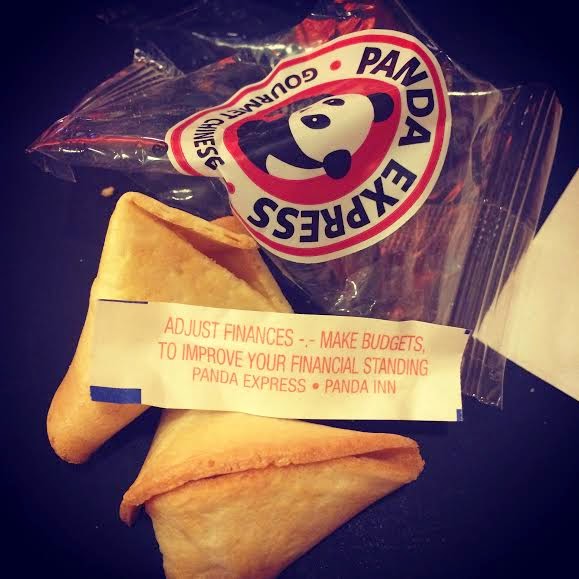 PANDA EXPRESS
GOURMET CHINESE
ADJUST FINANCES -.- MAKE BUDGETS,
TO IMPROVE YOUR FINANCIAL STANDING
PANDA EXPRESS • PANDA INN